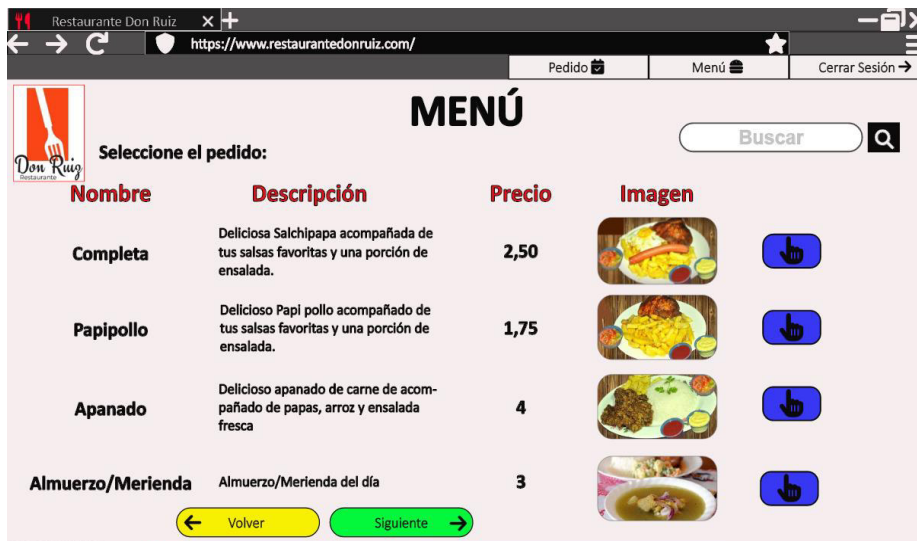 Restaurante Don Ruiz
https://www.restaurantedonruiz.com/
Pedido
Menú
Cerrar Sesión
MENÚ
Buscar
Don Ruiz
Restaurante
Seleccione el pedido:
Nombre Descripción Precio Imagen
Completa
Deliciosa Salchipapa acompañada de
tus salsas favoritas y una porción de
ensalada.
2,50
Papipollo
Delicioso Papi pollo acompañado de
tus salsas favoritas y una porción de
ensalada.
1,75
Apanado
Delicioso apanado de carne de acom-
pañado de papas, arroz y ensalada
fresca
4
Almuerzo/Merienda
Almuerzo/Merienda del día
3
Volver
Siguiente